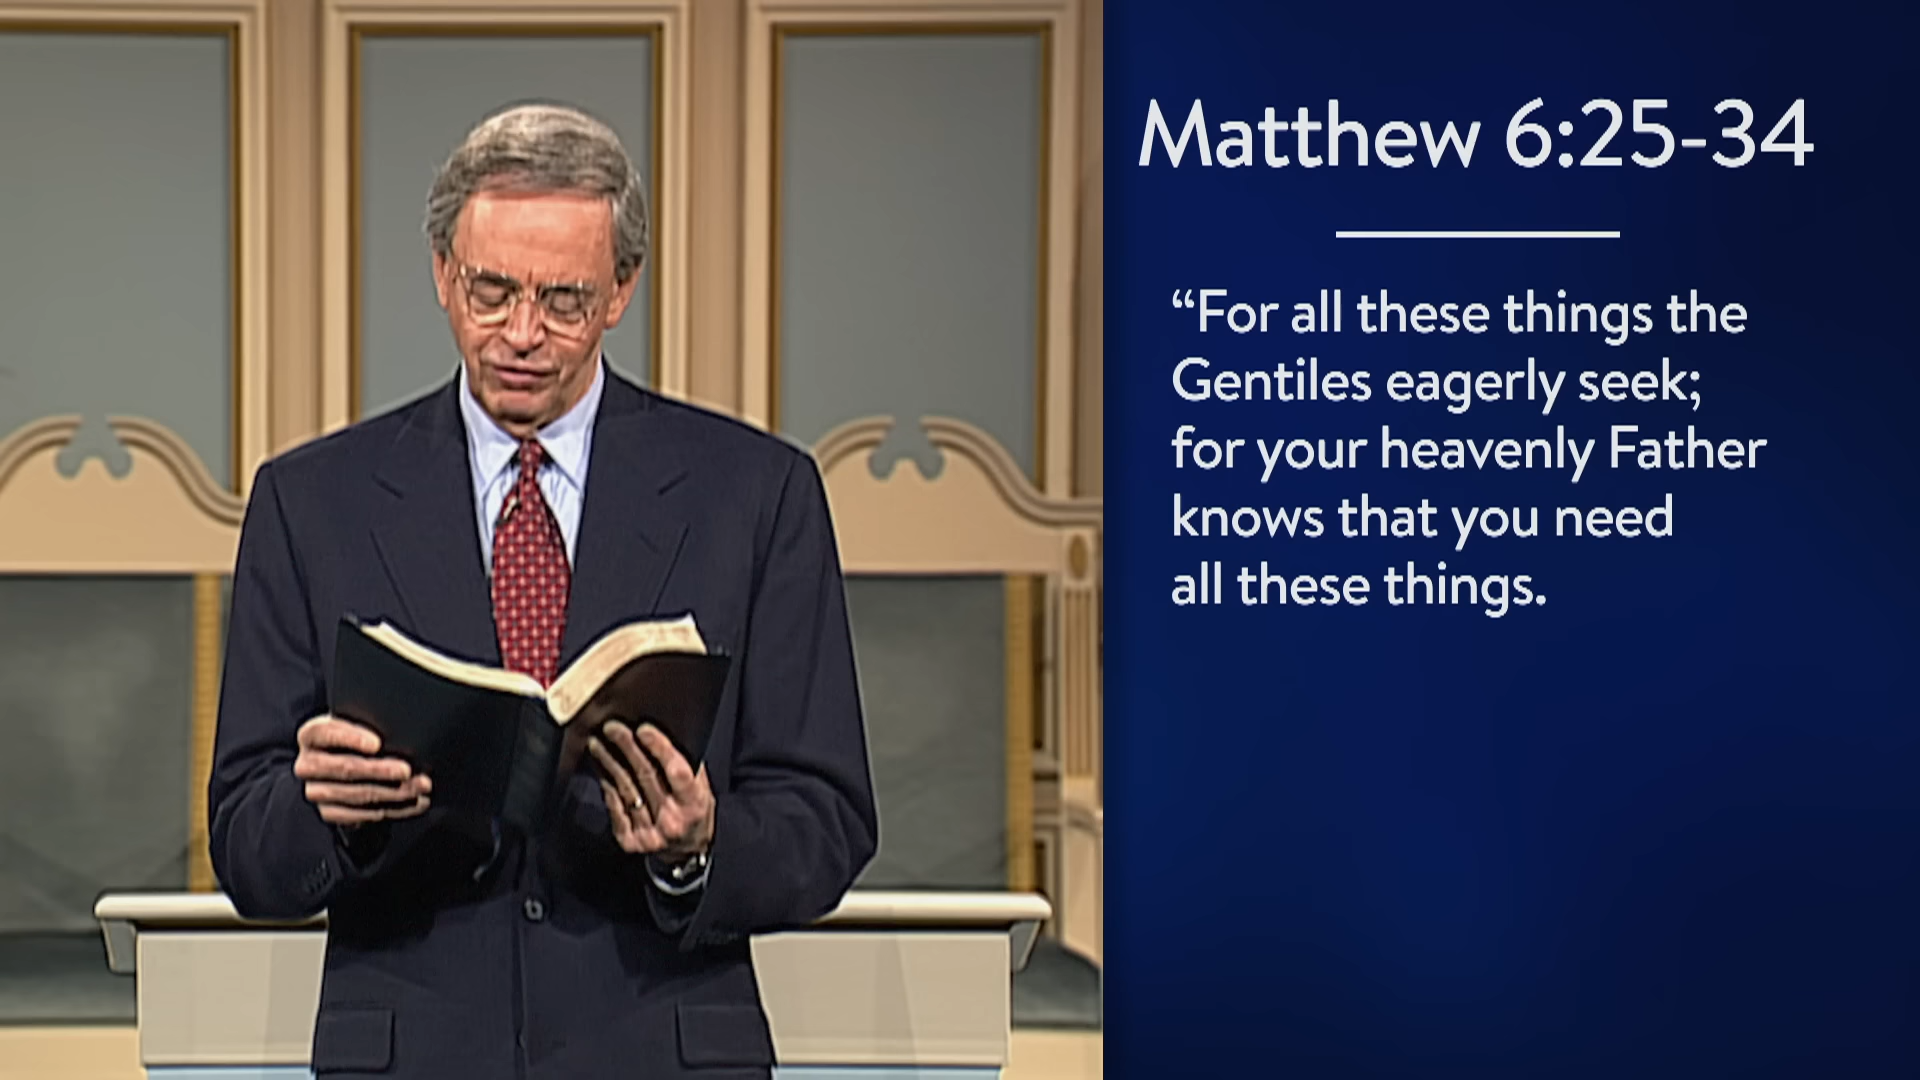 Matthew 6:25-34
“For all these things the
Gentiles eagerly seek;
for your heavenly Father
knows that you need
all these things.